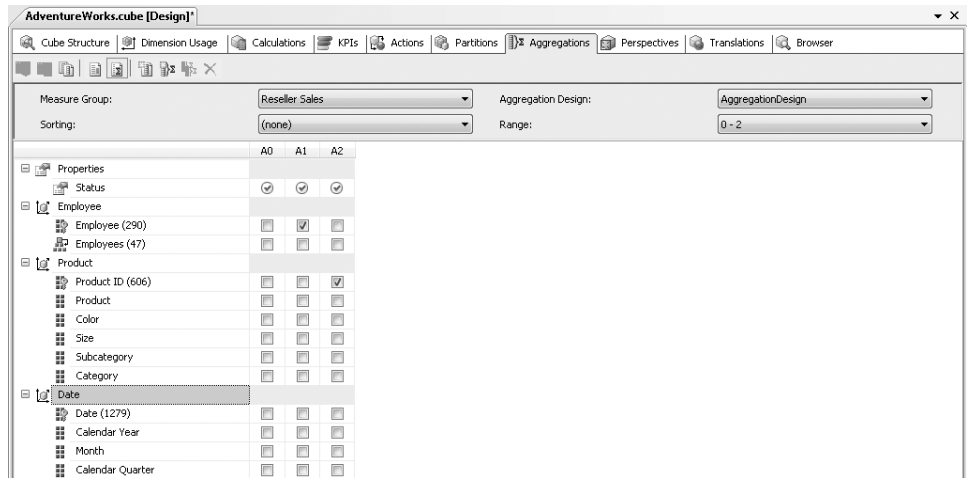 AdventureWorks.cube [Design]*
Cube Structure Dimension Usage Calculations KPIs Actions Partitions Aggregations Perspectives Translations Browser
Measure Group: Reseller Sales Aggregation Design: AggregationDesign
Sorting: (none) Range: 0 - 2
A0 A1 A2
Properties
Status
Employee
Employee (290)
Employees (47)
Product
Product ID (606)
Product
Color
Size
Subcategory
Category
Date
Date (1279)
Calendar Year
Month
Calendar Quarter